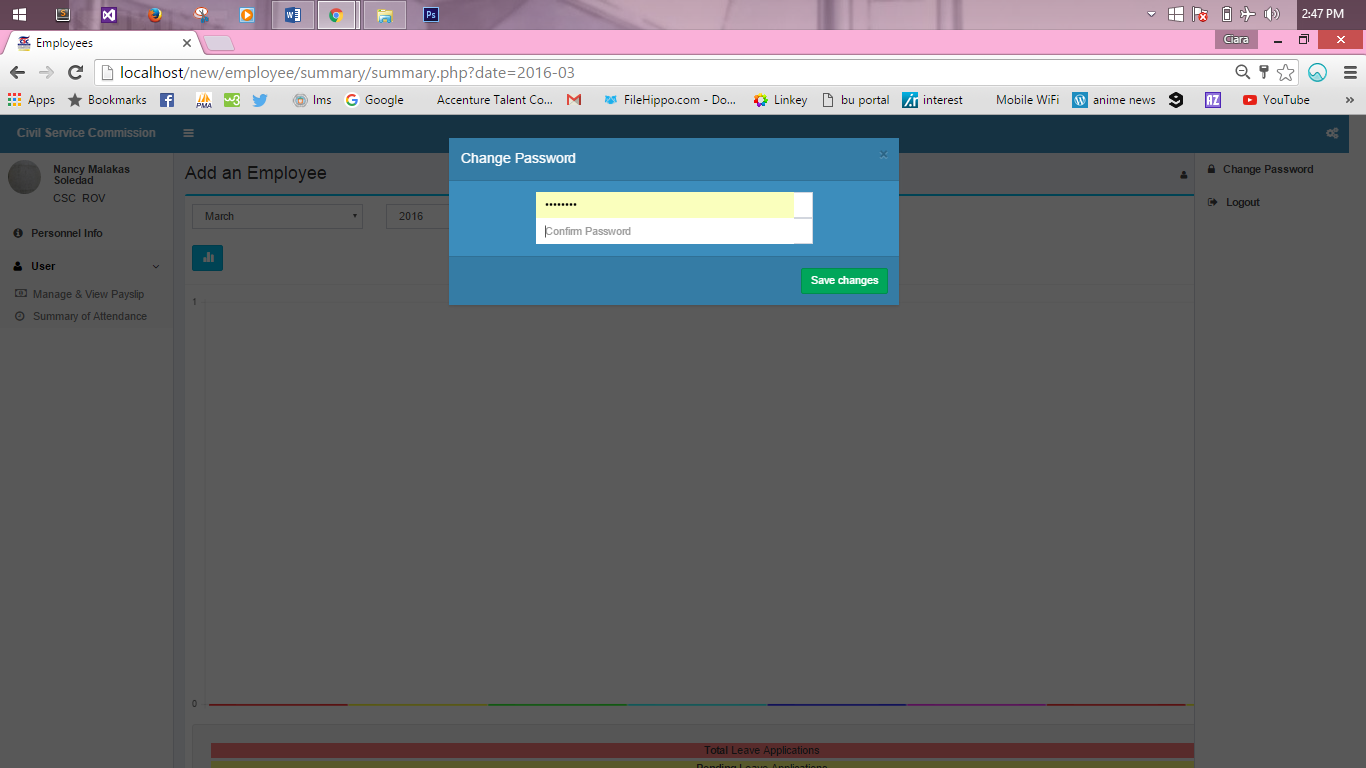 2:47 PM
Employees
Ciara
localhost/new/employee/summary/summary.php?date=2016-03
Apps Bookmarks PMA lms Google Accenture Talent Co... FileHippo.com - Do... Linkey bu portal interest Mobile WiFi anime news AZ YouTube »
Civil Service Commission
Nancy Malakas Soledad
CSC ROV
Personnel Info
User
Manage & View Payslip
Summary of Attendance
Add an Employee
March 2016
Change Password
Confirm Password
Save changes
Change Password
Logout
1
0
Total Leave Applications
Pending Leave Applications